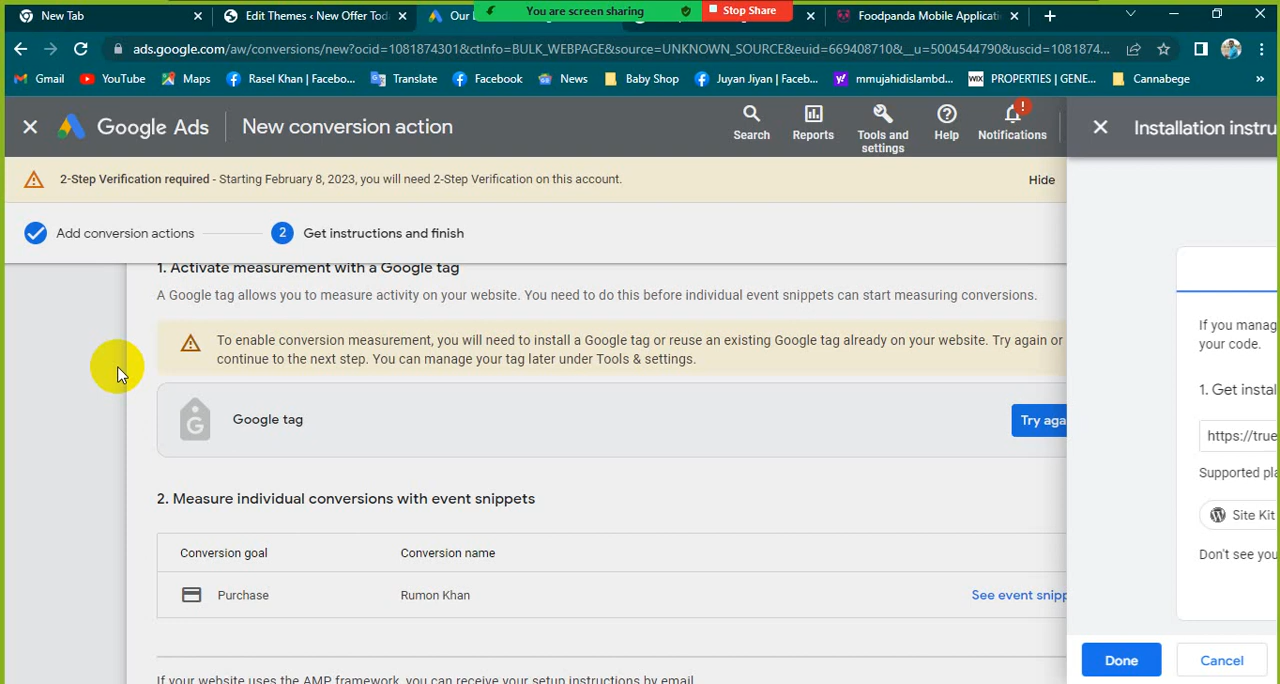 New Tab
Edit Themes ‹ New Offer Tod
Our
You are screen sharing
Stop Share
Foodpanda Mobile Applicati
ads.google.com/aw/conversions/new?ocid=1081874301&ctInfo=BULK_WEBPAGE&source=UNKNOWN_SOURCE&euid=669408710&__u=5004544790&uscid=1081874...
Gmail
YouTube
Maps
Rasel Khan | Faceboo...
Translate
Facebook
News
Baby Shop
Juyan Jiyan | Faceb...
mmujahidislambd...
WIX
PROPERTIES | GENE...
Cannabege
»
Google Ads
New conversion action
Search
Reports
Tools and
settings
Help
Notifications
Installation instru
2-Step Verification required - Starting February 8, 2023, you will need 2-Step Verification on this account.
Hide
Add conversion actions
2
Get instructions and finish
1. Activate measurement with a Google tag
A Google tag allows you to measure activity on your website. You need to do this before individual event snippets can start measuring conversions.
To enable conversion measurement, you will need to install a Google tag or reuse an existing Google tag already on your website. Try again or
continue to the next step. You can manage your tag later under Tools & settings.
G
Google tag
Try aga
If you manag
your code.
1. Get instal
https://true
Supported pla
Site Kit
Don't see you
2. Measure individual conversions with event snippets
Conversion goal
Conversion name
Purchase
Rumon Khan
See event snipp
If your website uses the AMP framework, you can receive your setup instructions by email
Done
Cancel